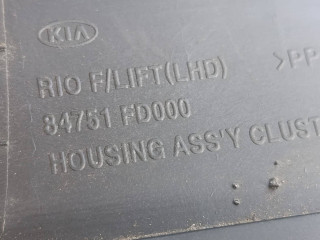 KIA
RIO F/LIFT(LHD) >PP
84751 FD000
HOUSING ASS'Y CLUST